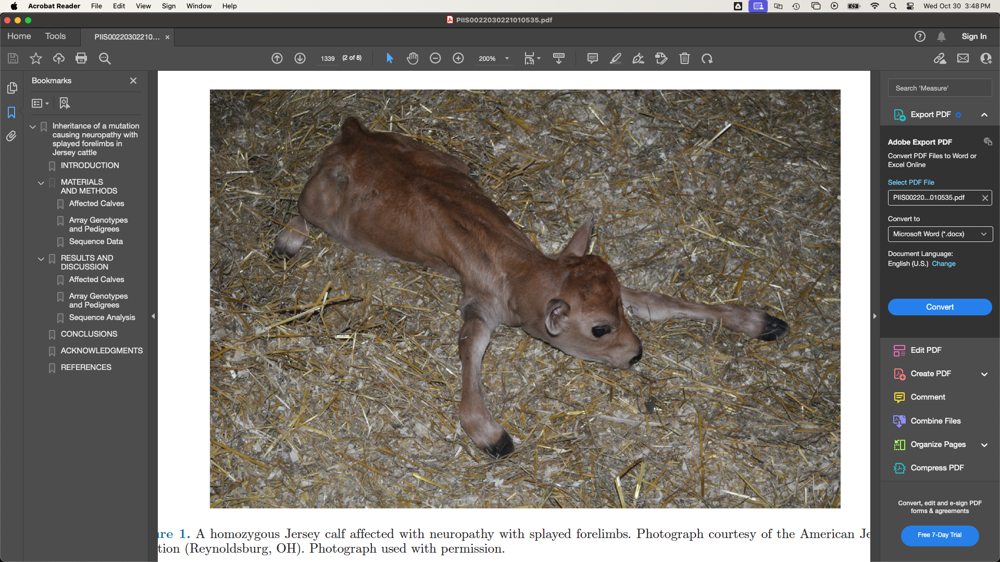 Acrobat Reader File Edit View Sign Window Help Wed Oct 30 3:48 PM
PIIS0022030221010535.pdf
Home Tools PIIS00220302210... × Sign In
1339 (2 of 8) 200%
Bookmarks
Inheritance of a mutation
causing neuropathy with
splayed forelimbs in
Jersey cattle
INTRODUCTION
MATERIALS
AND METHODS
Affected Calves
Array Genotypes
and Pedigrees
Sequence Data
RESULTS AND
DISCUSSION
Affected Calves
Array Genotypes
and Pedigrees
Sequence Analysis
CONCLUSIONS
ACKNOWLEDGMENTS
REFERENCES
ure 1. A homozygous Jersey calf affected with neuropathy with splayed forelimbs. Photograph courtesy of the American Je
tion (Reynoldsburg, OH). Photograph used with permission.
Search 'Measure'
Export PDF
Adobe Export PDF
Convert PDF Files to Word or
Excel Online
Select PDF File
PIIS00220...010535.pdf
Convert to
Microsoft Word (*.docx)
Document Language:
English (U.S.) Change
Convert
Edit PDF
Create PDF
Comment
Combine Files
Organize Pages
Compress PDF
Convert, edit and e-sign PDF
forms & agreements
Free 7-Day Trial